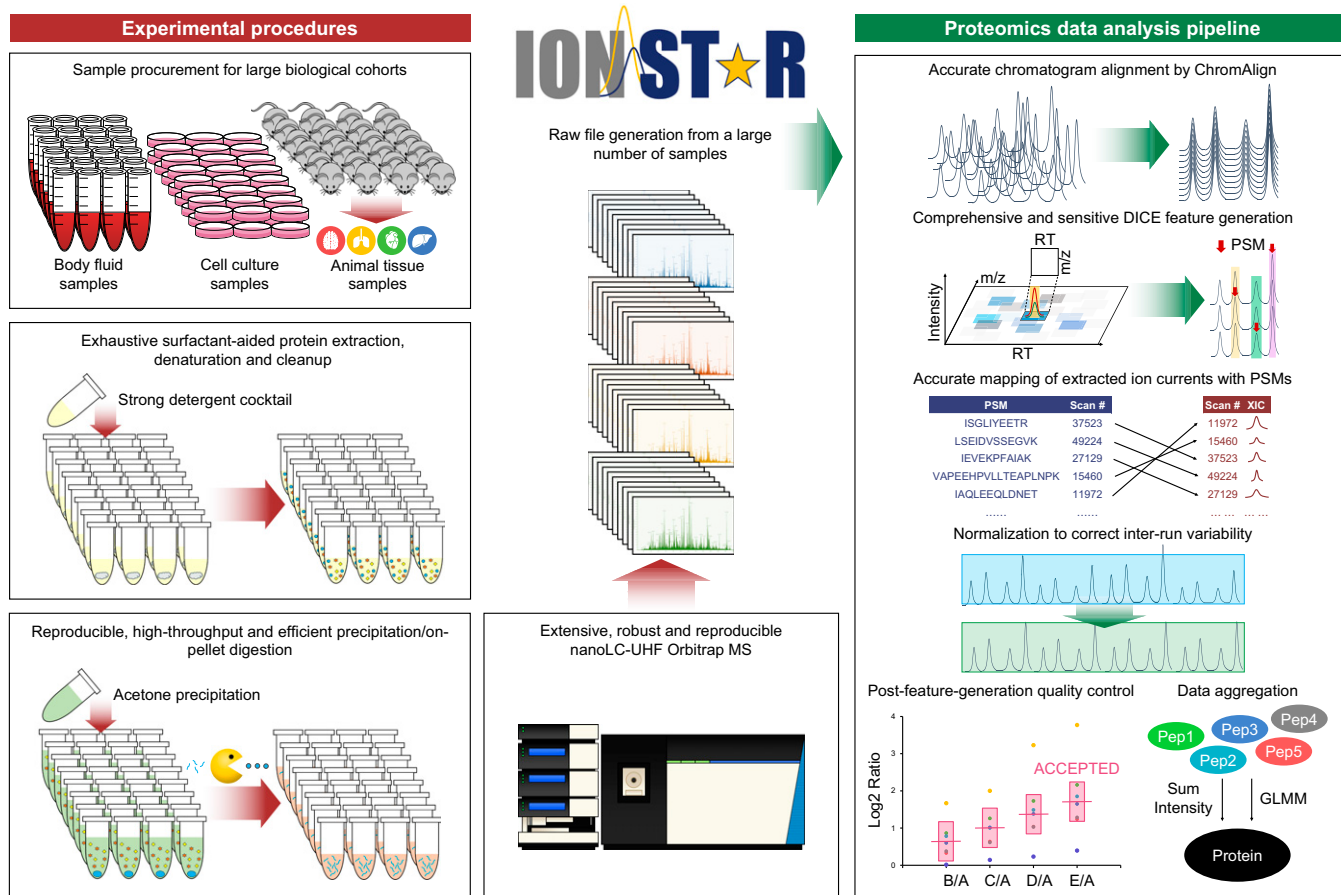 Experimental procedures
Sample procurement for large biological cohorts
Body fluid
samples
Cell culture
samples
Animal tissue
samples
Exhaustive surfactant-aided protein extraction,
denaturation and cleanup
Strong detergent cocktail
Reproducible, high-throughput and efficient precipitation/on-
pellet digestion
Acetone precipitation
ION ST★R
Raw file generation from a large
number of samples
Extensive, robust and reproducible
nanoLC-UHF Orbitrap MS
Proteomics data analysis pipeline
Accurate chromatogram alignment by ChromAlign
Comprehensive and sensitive DICE feature generation
RT
m/z
m/z
Intensity
RT
PSM
Accurate mapping of extracted ion currents with PSMs
PSM Scan # Scan # XIC
ISGLIYEETR 37523 11972
LSEIDVSSEGVK 49224 15460
IEVEKPFAIAK 27129 37523
VAPEEHPVLLTEAPLNPK 15460 49224
IAQLEEQLDNET 11972 27129
...... ...... ... ... ... ...
Normalization to correct inter-run variability
Post-feature-generation quality control
Log2 Ratio
4
3
2
1
0
ACCEPTED
B/A C/A D/A E/A
Data aggregation
Pep1
Pep2
Pep3
Pep4
Pep5
Sum
Intensity
GLMM
Protein